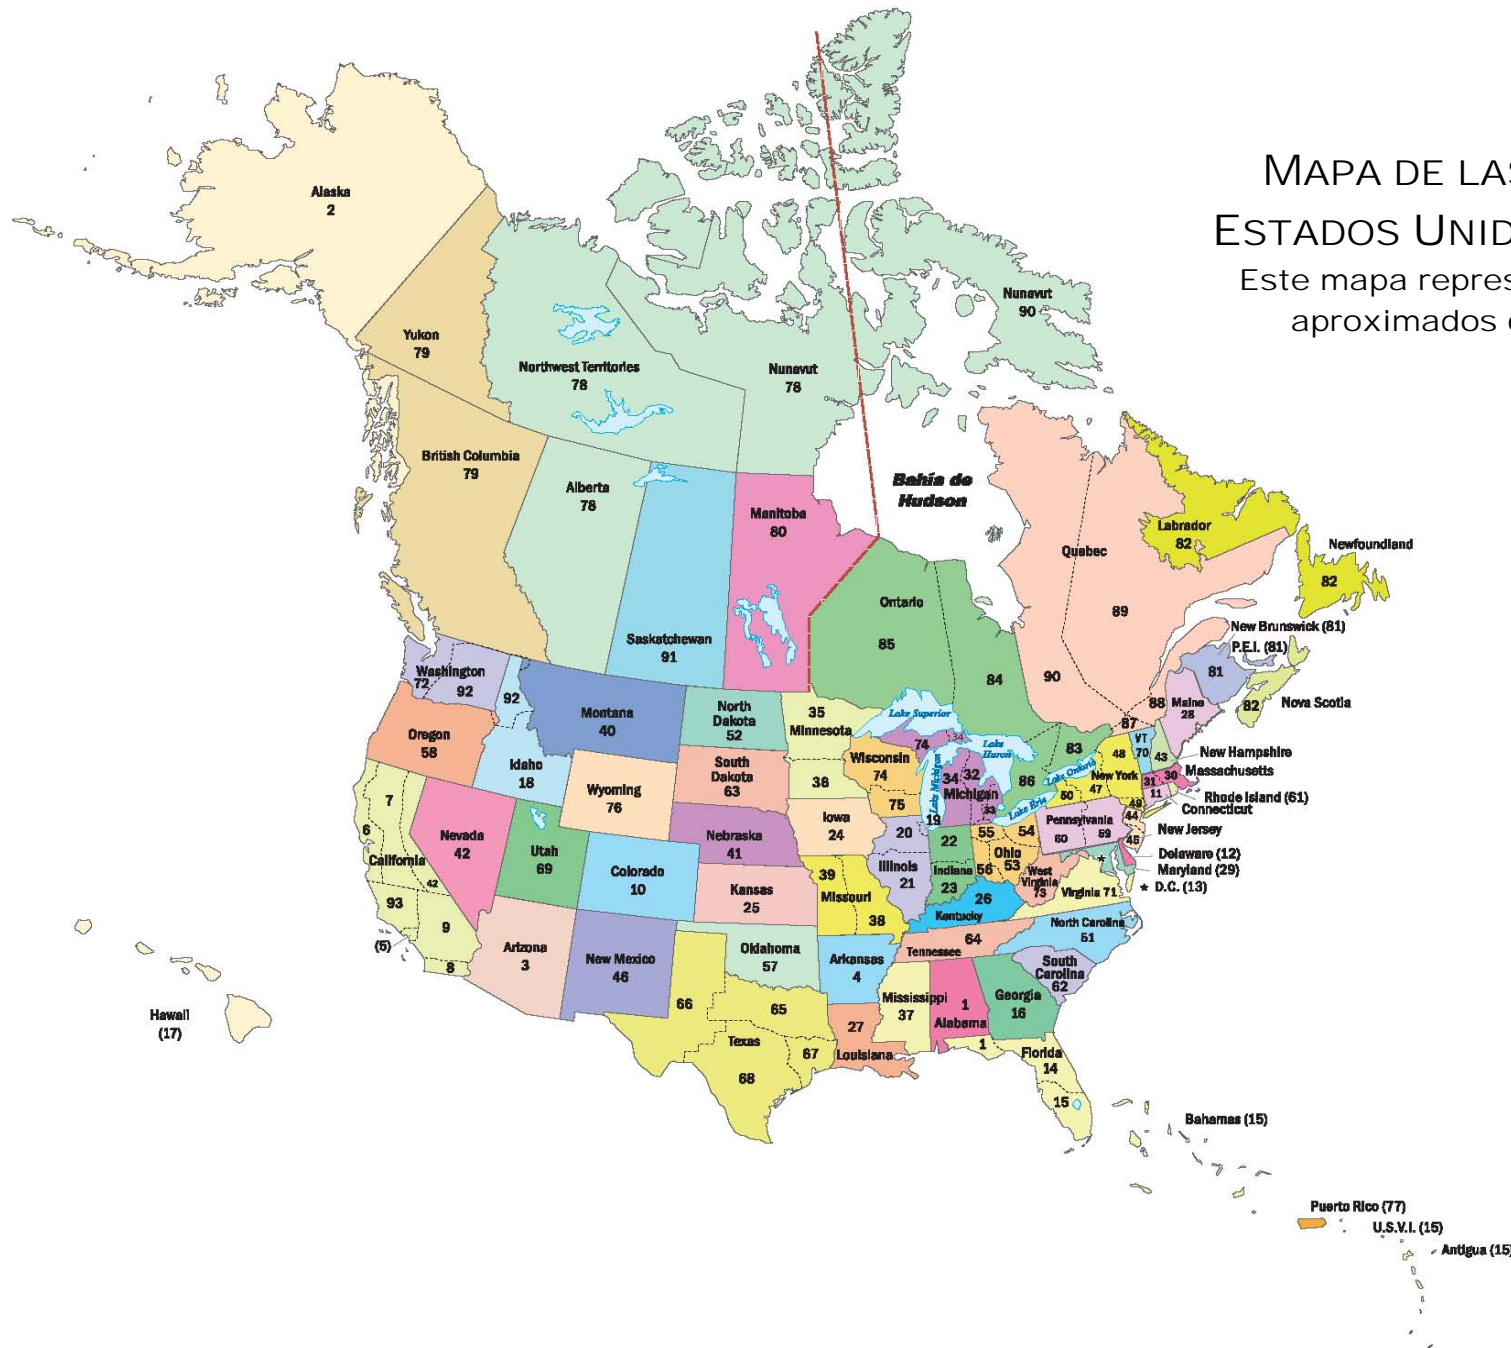 MAPA DE LAS
ESTADOS UNID
Este mapa repres
aproximados
Alaska
2
Yukon
79
Northwest Territories
78
Nunavut
78
Nunavut
90
British Columbia
79
Alberta
78
Saskatchewan
91
Manitoba
80
Bahía de
Hudson
Ontario
85
84
Quebec
89
90
88
87
Labrador
82
Newfoundland
82
New Brunswick (81)
P.E.I. (81)
81
82
Nova Scotia
83
86
Washington
72
92
92
Oregon
58
Idaho
18
Montana
40
North
Dakota
52
South
Dakota
63
35
Minnesota
36
Wyoming
76
Nebraska
41
Iowa
24
Wisconsin
74
75
Lake Superior
74
34
Lake
Huron
Lake Michigan
34
32
Michigan
33
Lake Ontario
Lake Erie
VT
70
43
Maine
28
48
New York
47
50
49
New Hampshire
Massachusetts
31
30
11
Rhode Island (61)
Connecticut
44
45
New Jersey
Pennsylvania
60
59
Delaware (12)
Maryland (29)
*
* D.C. (13)
7
6
California
42
93
9
(5)
8
Nevada
42
Utah
69
Colorado
10
Kansas
25
39
Missouri
38
19
20
Illinois
21
22
Indiana
23
55
54
Ohio
53
56
West
Virginia
73
Virginia 71
26
Kentucky
64
Tennessee
North Carolina
51
South
Carolina
62
Arizona
3
New Mexico
46
Oklahoma
57
Arkansas
4
66
65
Texas
67
68
27
Louisiana
Mississippi
37
1
Alabama
Georgia
16
1
Florida
14
15
Hawaii
(17)
Bahamas (15)
Puerto Rico (77)
U.S.V.I. (15)
Antigua (15)